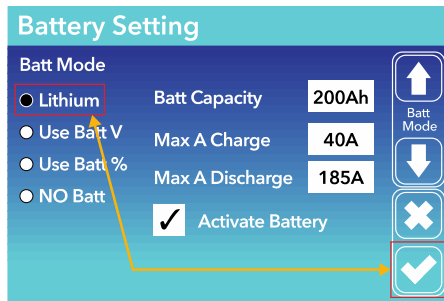 Battery Setting
Batt Mode
Lithium
Use Batt V
Use Batt %
NO Batt
Batt Capacity 200Ah
Max A Charge 40A
Max A Discharge 185A
Activate Battery
Batt
Mode